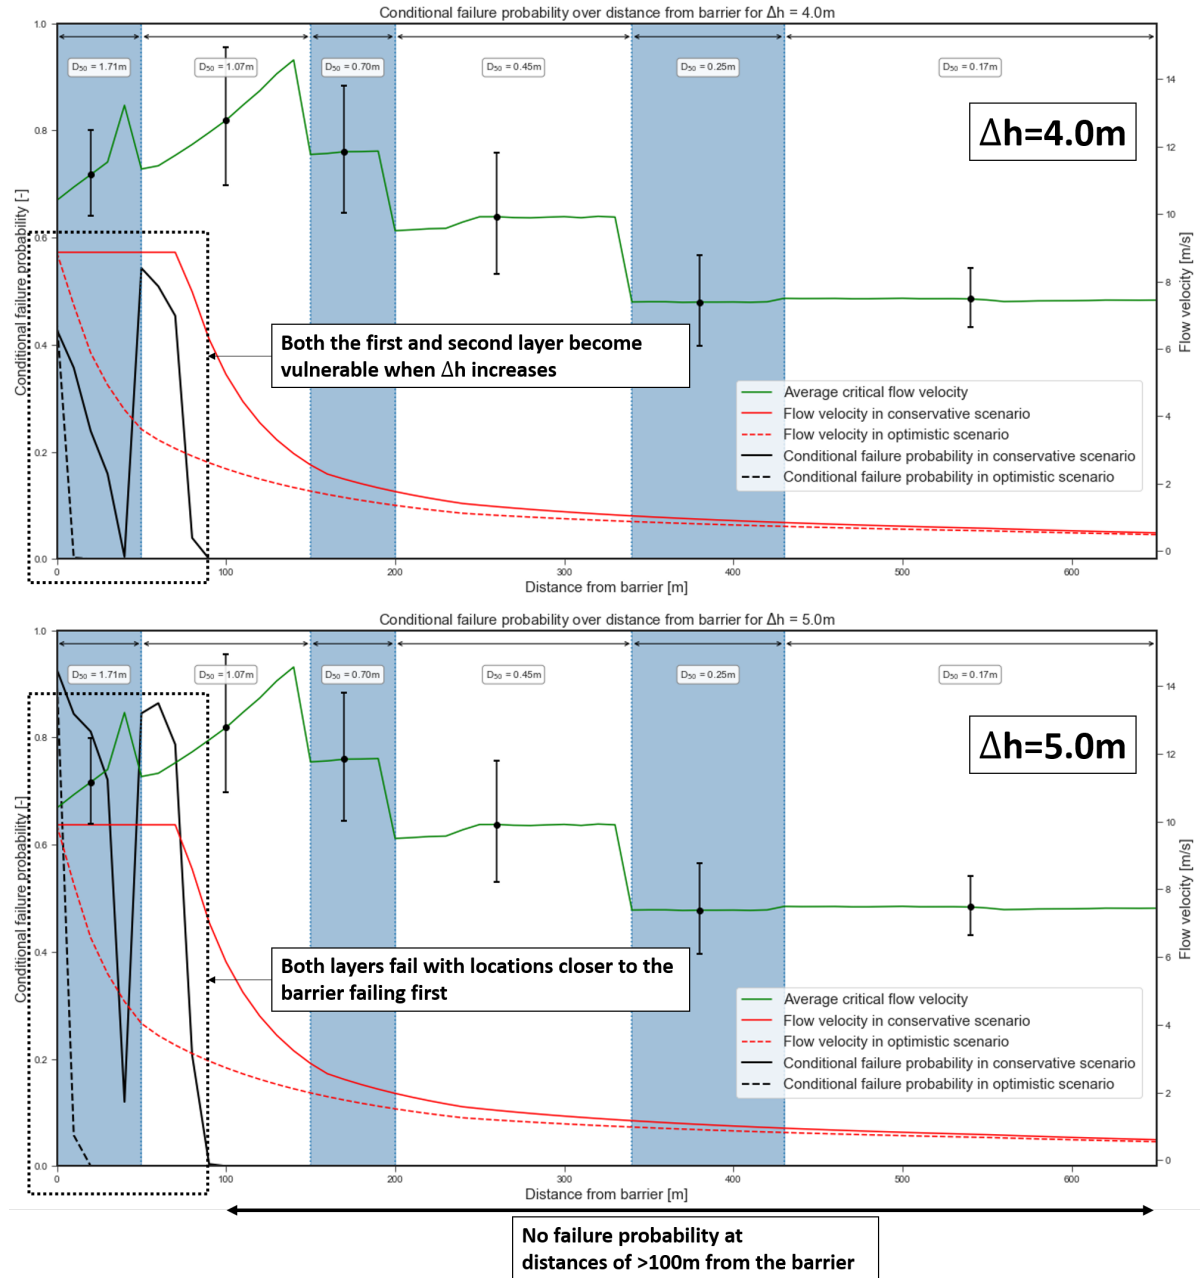 Conditional failure probability over distance from barrier for Δh = 4.0m
D50 = 1.71m
D50 = 1.07m
D50 = 0.70m
D50 = 0.45m
D50 = 0.25m
D50 = 0.17m
Δh=4.0m
1.0
0.8
0.6
0.4
0.2
0.0
Conditional failure probability [-]
14
12
10
8
6
4
2
0
Flow velocity [m/s]
Both the first and second layer become
vulnerable when Δh increases
Average critical flow velocity
Flow velocity in conservative scenario
Flow velocity in optimistic scenario
Conditional failure probability in conservative scenario
Conditional failure probability in optimistic scenario
0 100 200 300 400 500 600
Distance from barrier [m]
Conditional failure probability over distance from barrier for Δh = 5.0m
D50 = 1.71m
D50 = 1.07m
D50 = 0.70m
D50 = 0.45m
D50 = 0.25m
D50 = 0.17m
Δh=5.0m
1.0
0.8
0.6
0.4
0.2
0.0
Conditional failure probability [-]
14
12
10
8
6
4
2
0
Flow velocity [m/s]
Both layers fail with locations closer to the
barrier failing first
Average critical flow velocity
Flow velocity in conservative scenario
Flow velocity in optimistic scenario
Conditional failure probability in conservative scenario
Conditional failure probability in optimistic scenario
0 100 200 300 400 500 600
Distance from barrier [m]
No failure probability at
distances of >100m from the barrier